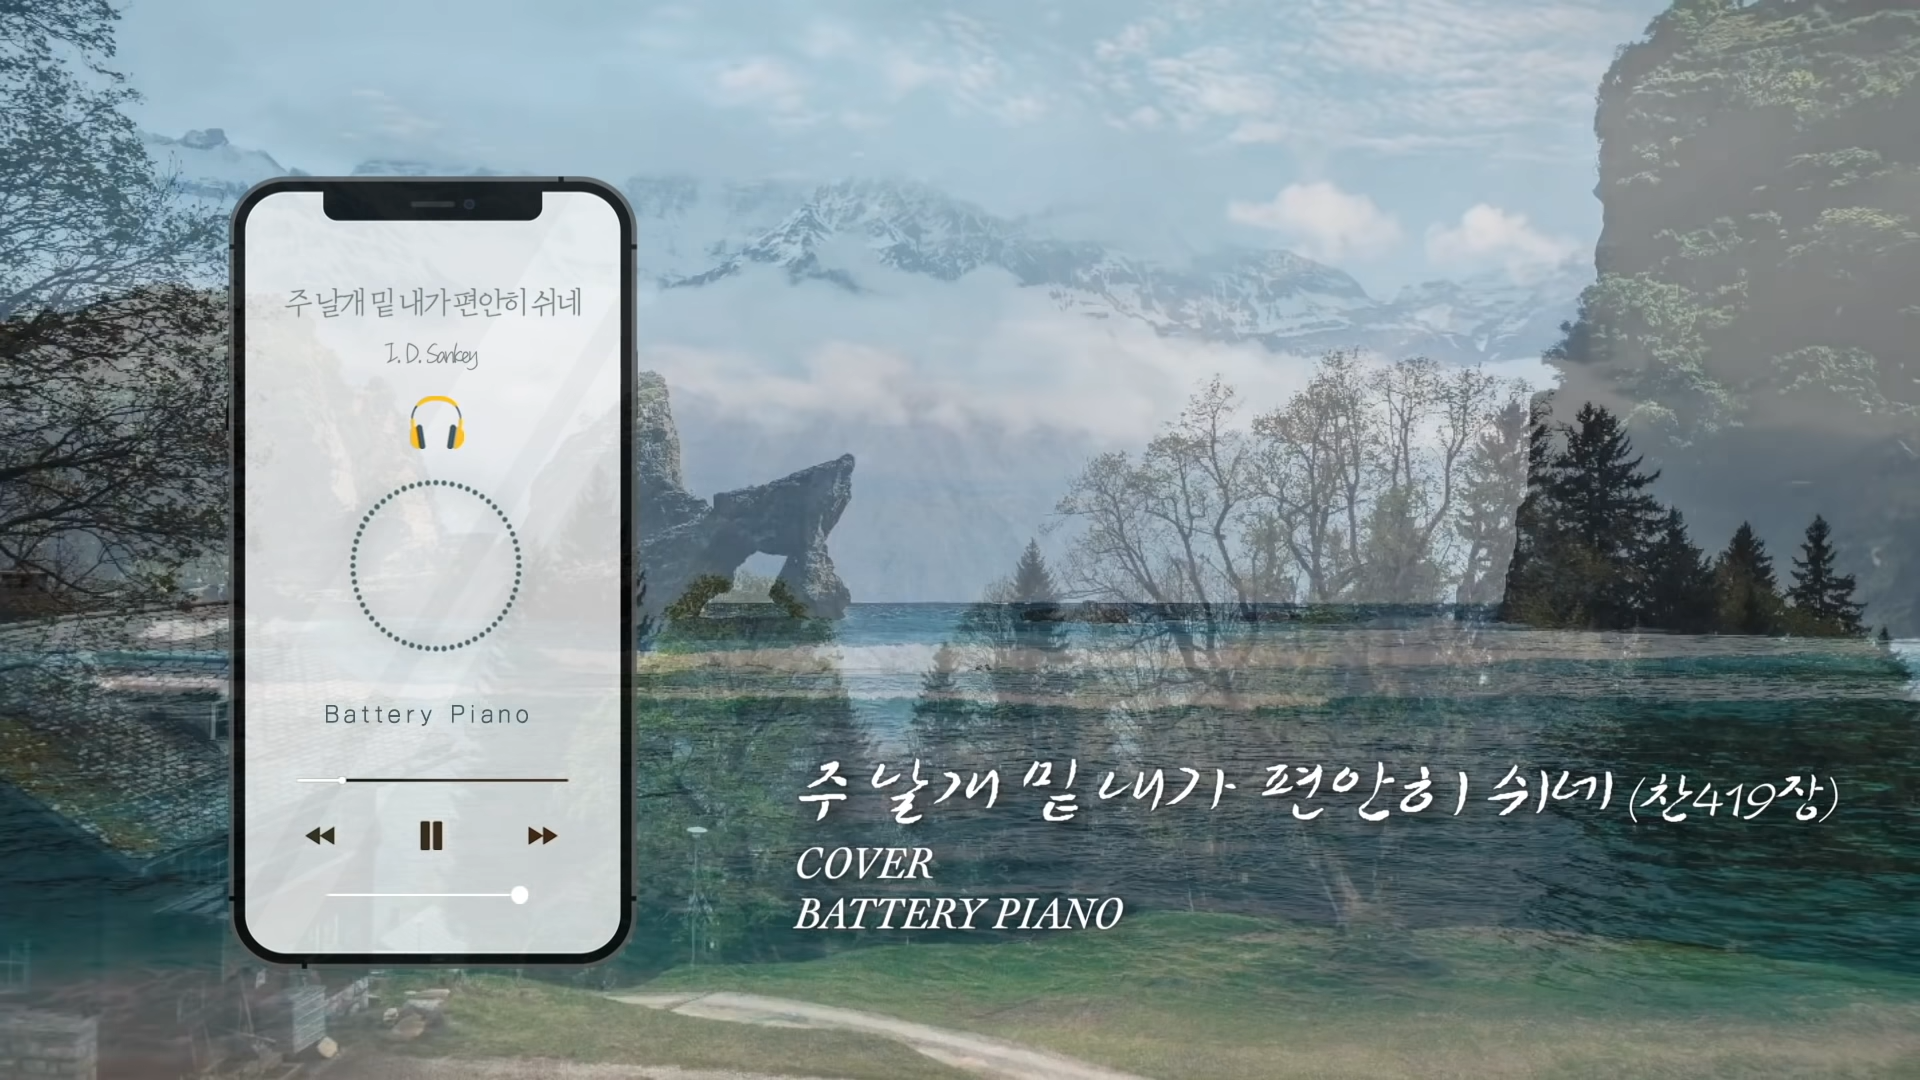 주 날개 밑 내가 편안히 쉬네
I. D. Sankey
Battery Piano
주 날개 밑 내가 편안히 쉬네 (찬419장)
COVER
BATTERY PIANO